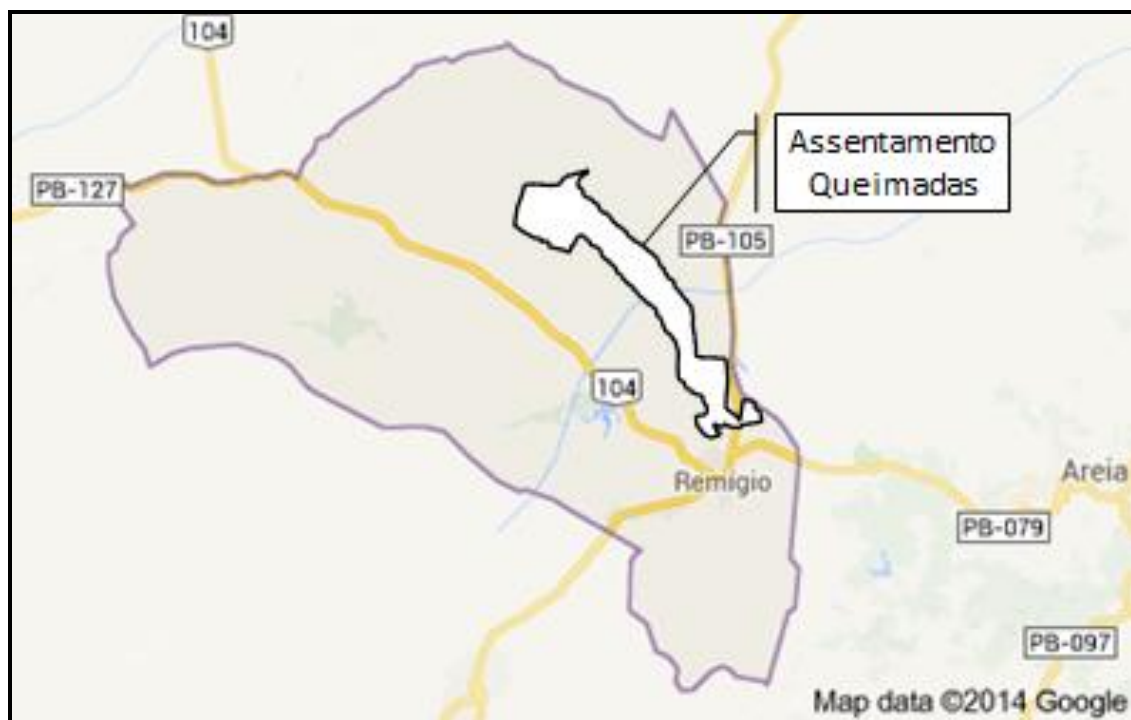 104
Assentamento
Queimadas
PB-127
PB-105
104
Remígio
Areia
PB-079
PB-097
Map data ©2014 Google